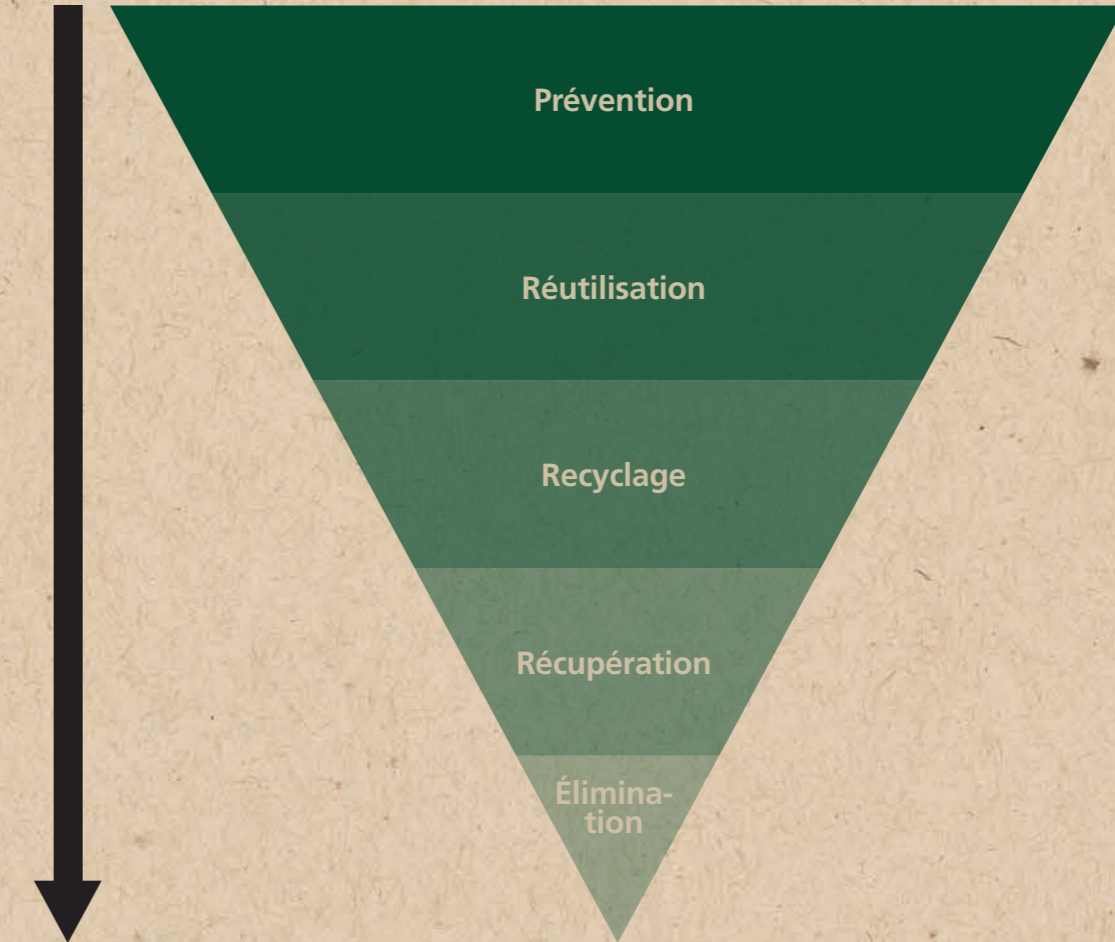 Prévention
Réutilisation
Recyclage
Récupération
Élimina-
tion